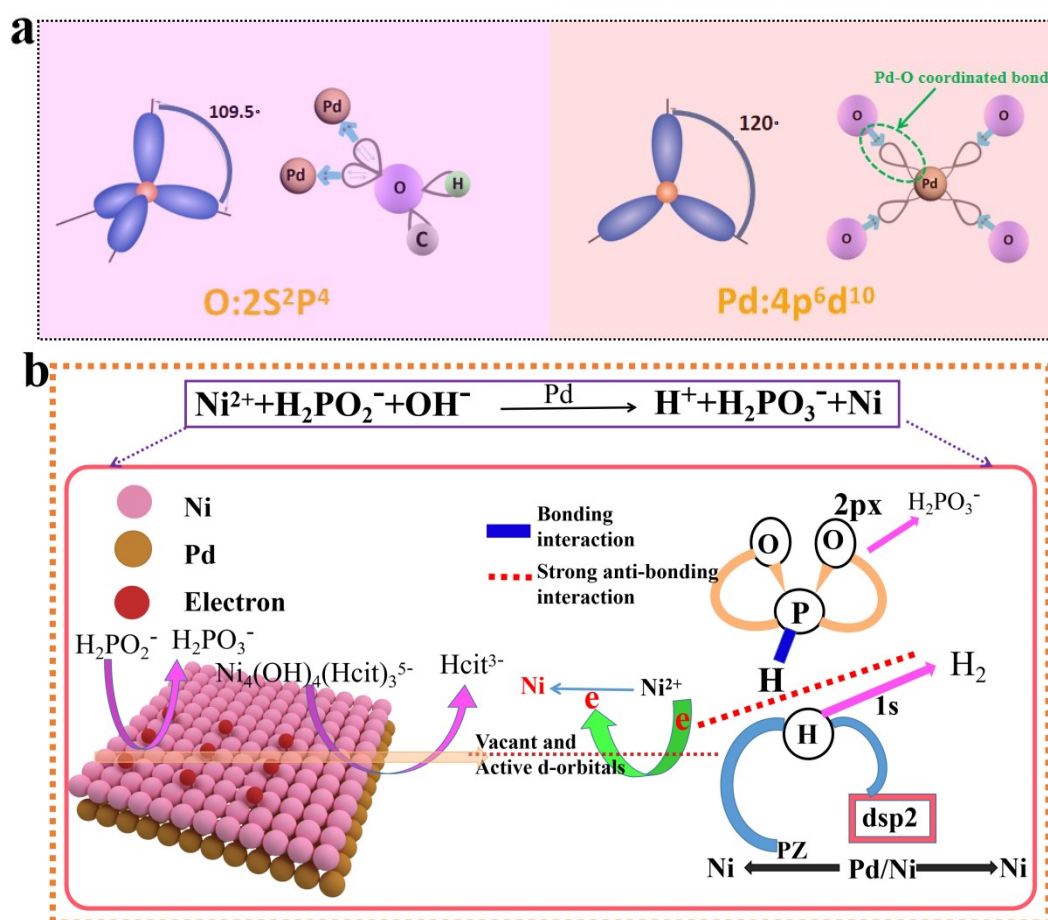 a
109.5°
Pd
Pd
O
H
C
O:2S²P⁴
Pd-O coordinated bond
120°
O
O
Pd
O
O
Pd:4p⁶d¹⁰
b
Ni²⁺+H₂PO₂⁻+OH⁻ Pd H⁺+H₂PO₃⁻+Ni
Ni
Pd
Electron
Bonding
interaction
Strong anti-bonding
interaction
2px
H₂PO₃⁻
O
O
P
H
H₂PO₂⁻
H₂PO₃⁻
Ni₄(OH)₄(Hcit)₃⁵⁻
Hcit³⁻
Ni
e
Ni²⁺
e
Vacant and
Active d-orbitals
H₂
1s
H
dsp2
PZ
Ni
Pd/Ni
Ni